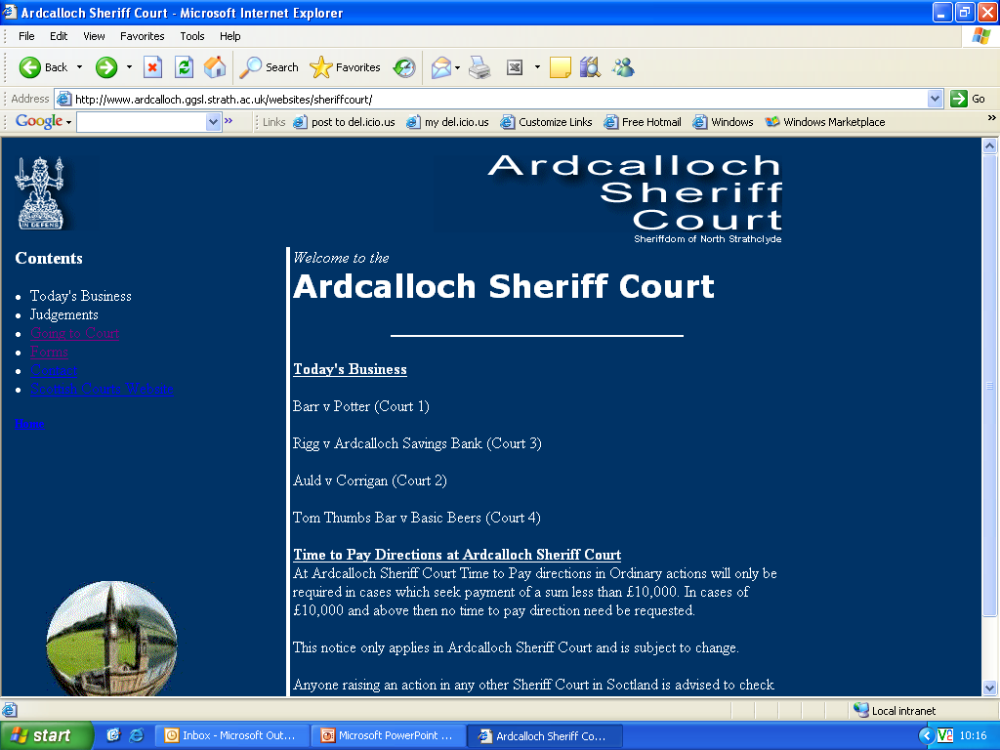 Ardcalloch Sheriff Court - Microsoft Internet Explorer
File Edit View Favorites Tools Help
Back Search Favorites
Address http://www.ardcalloch.ggsl.strath.ac.uk/websites/sheriffcourt/ Go
Google Links post to del.icio.us my del.icio.us Customize Links Free Hotmail Windows Windows Marketplace
IN DEFENS
Ardcalloch
Sheriff
Court
Sheriffdom of North Strathclyde
Contents
Today's Business
Judgements
Going to Court
Forms
Contact
Scottish Courts Website
Home
Welcome to the
Ardcalloch Sheriff Court
Today's Business
Barr v Potter (Court 1)
Rigg v Ardcalloch Savings Bank (Court 3)
Auld v Corrigan (Court 2)
Tom Thumbs Bar v Basic Beers (Court 4)
Time to Pay Directions at Ardcalloch Sheriff Court
At Ardcalloch Sheriff Court Time to Pay directions in Ordinary actions will only be
required in cases which seek payment of a sum less than £10,000. In cases of
£10,000 and above then no time to pay direction need be requested.
This notice only applies in Ardcalloch Sheriff Court and is subject to change.
Anyone raising an action in any other Sheriff Court in Soctland is advised to check
Local intranet
start Inbox - Microsoft Out... Microsoft PowerPoint ... Ardcalloch Sheriff Co... 10:16